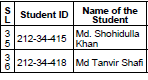 SL Student ID Name of the Student
35 212-34-415 Md. Shohidulla Khan
36 212-34-418 Md Tanvir Shafi